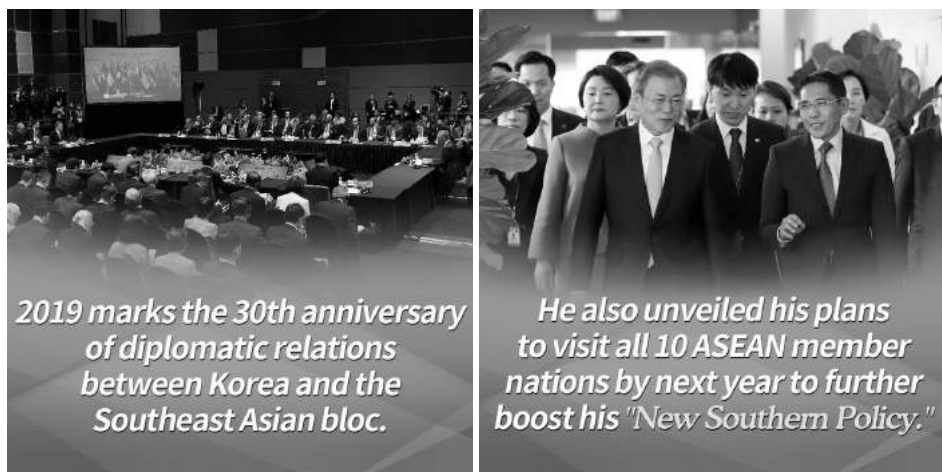 2019 marks the 30th anniversary
of diplomatic relations
between Korea and the
Southeast Asian bloc.
He also unveiled his plans
to visit all 10 ASEAN member
nations by next year to further
boost his "New Southern Policy."